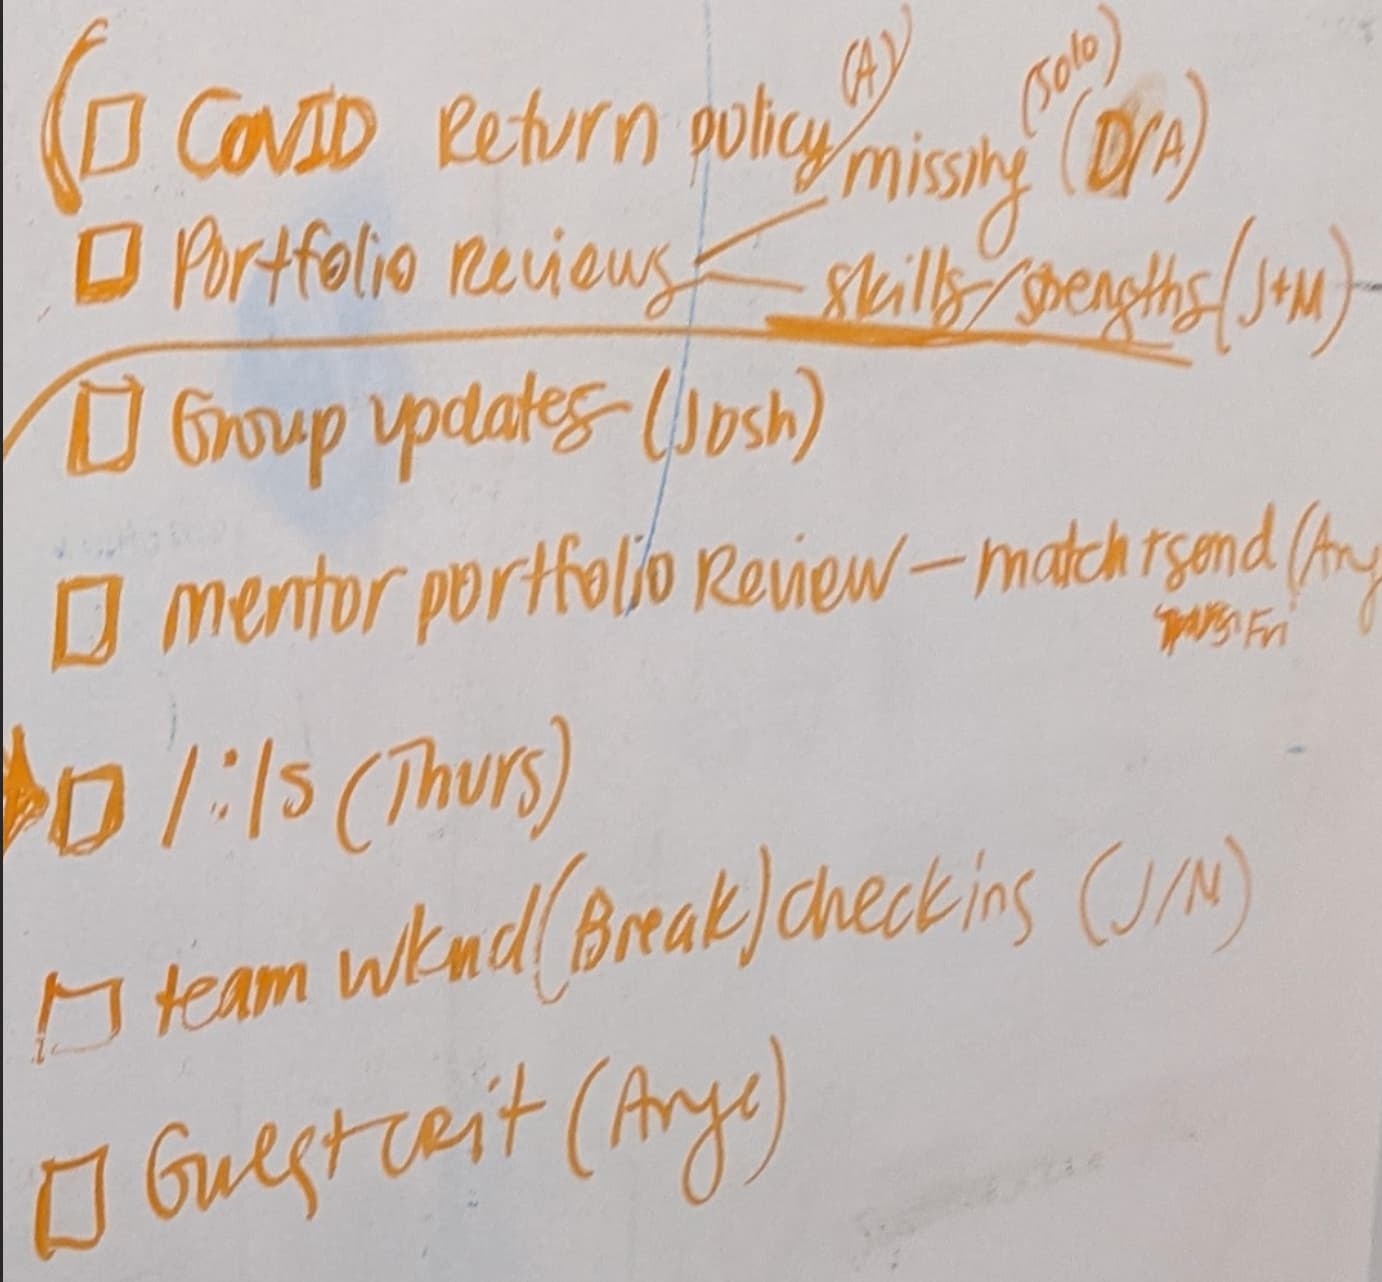 ☐ COVID Return policy (A)
missing (solo) (D/A)
☐ Portfolio Reviews
skills/strengths (J+M)
☐ Group updates (Josh)
☐ mentor portfolio Review — match + send (Ang
Fri
☐ 1:1s (Thurs)
☐ team wknd (Break) checkins (J/M)
☐ Guest crit (Ange)